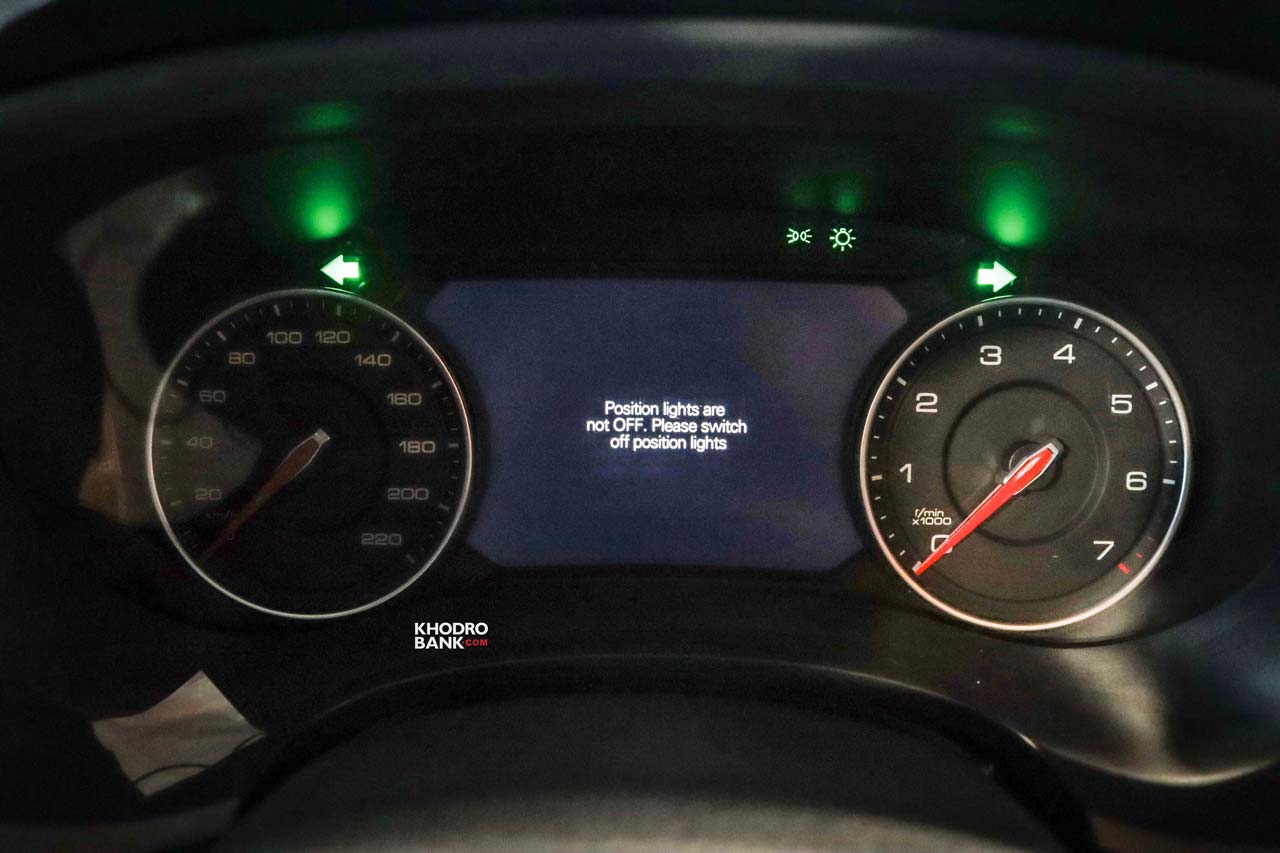 100 120
80 140
60 160
40 180
20 200
km/h
220
Position lights are
not OFF. Please switch
off position lights
3 4
2 5
1 6
r/min
x1000
0 7
KHODRO
BANK.COM